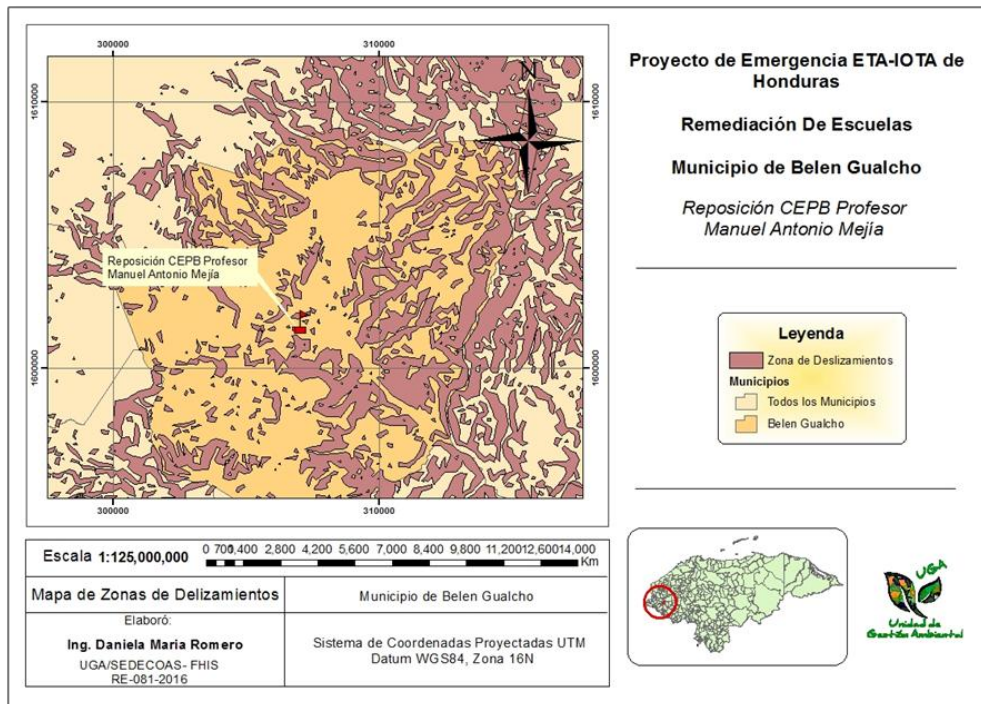 300000
310000
N
1610000
1610000
Reposición CEPB Profesor
Manuel Antonio Mejía
1600000
1600000
300000
310000
Proyecto de Emergencia ETA-IOTA de
Honduras
Remediación De Escuelas
Municipio de Belen Gualcho
Reposición CEPB Profesor
Manuel Antonio Mejía
Leyenda
Zona de Deslizamientos
Municipios
Todos los Municipios
Belen Gualcho
Escala 1:125,000,000
0 700 1,400 2,800 4,200 5,600 7,000 8,400 9,800 11,200 12,600 14,000
Km
Mapa de Zonas de Delizamientos
Municipio de Belen Gualcho
Elaboró:
Ing. Daniela Maria Romero
UGA/SEDECOAS- FHIS
RE-081-2016
Sistema de Coordenadas Proyectadas UTM
Datum WGS84, Zona 16N
UGA
Unidad de
Gestión Ambiental